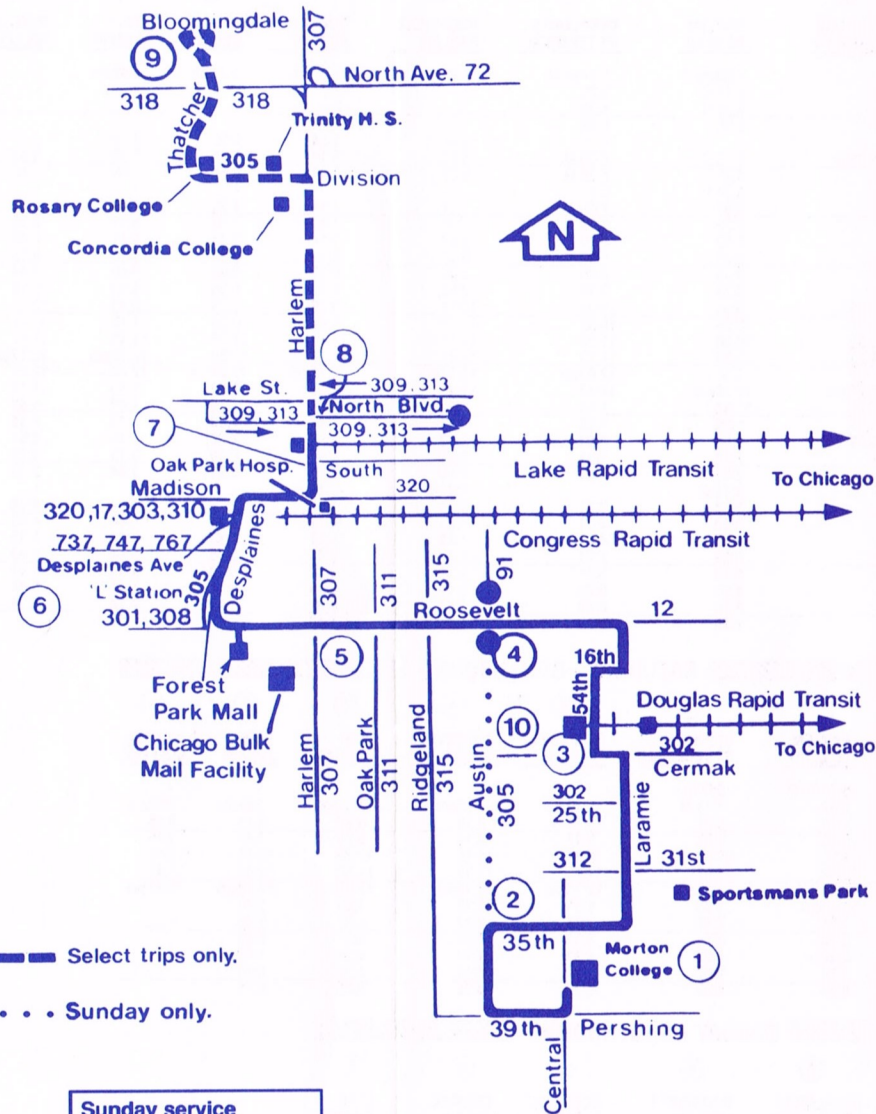 Bloomingdale
307
9
North Ave. 72
318
318
Thatcher
Trinity H. S.
305
Division
Rosary College
Concordia College
N
Harlem
8
Lake St.
309.313
309,313
North Blvd.
309.313
7
Oak Park Hosp.
South
Lake Rapid Transit
To Chicago
Madison
320
320,17,303,310
Congress Rapid Transit
737, 747, 767
Desplaines Ave
'L' Station
305
Desplaines
307
311
315
91
6
301,308
Roosevelt
12
5
4
16th
54th
Forest
Park Mall
Chicago Bulk
Mail Facility
10
Douglas Rapid Transit
To Chicago
3
302
Cermak
Harlem
307
Oak Park
311
Ridgeland
315
Austin
305
302
25th
Laramie
312
31st
Sportsmans Park
2
35th
Morton
College
1
39th
Pershing
Central
Select trips only.
Sunday only.
Sunday service